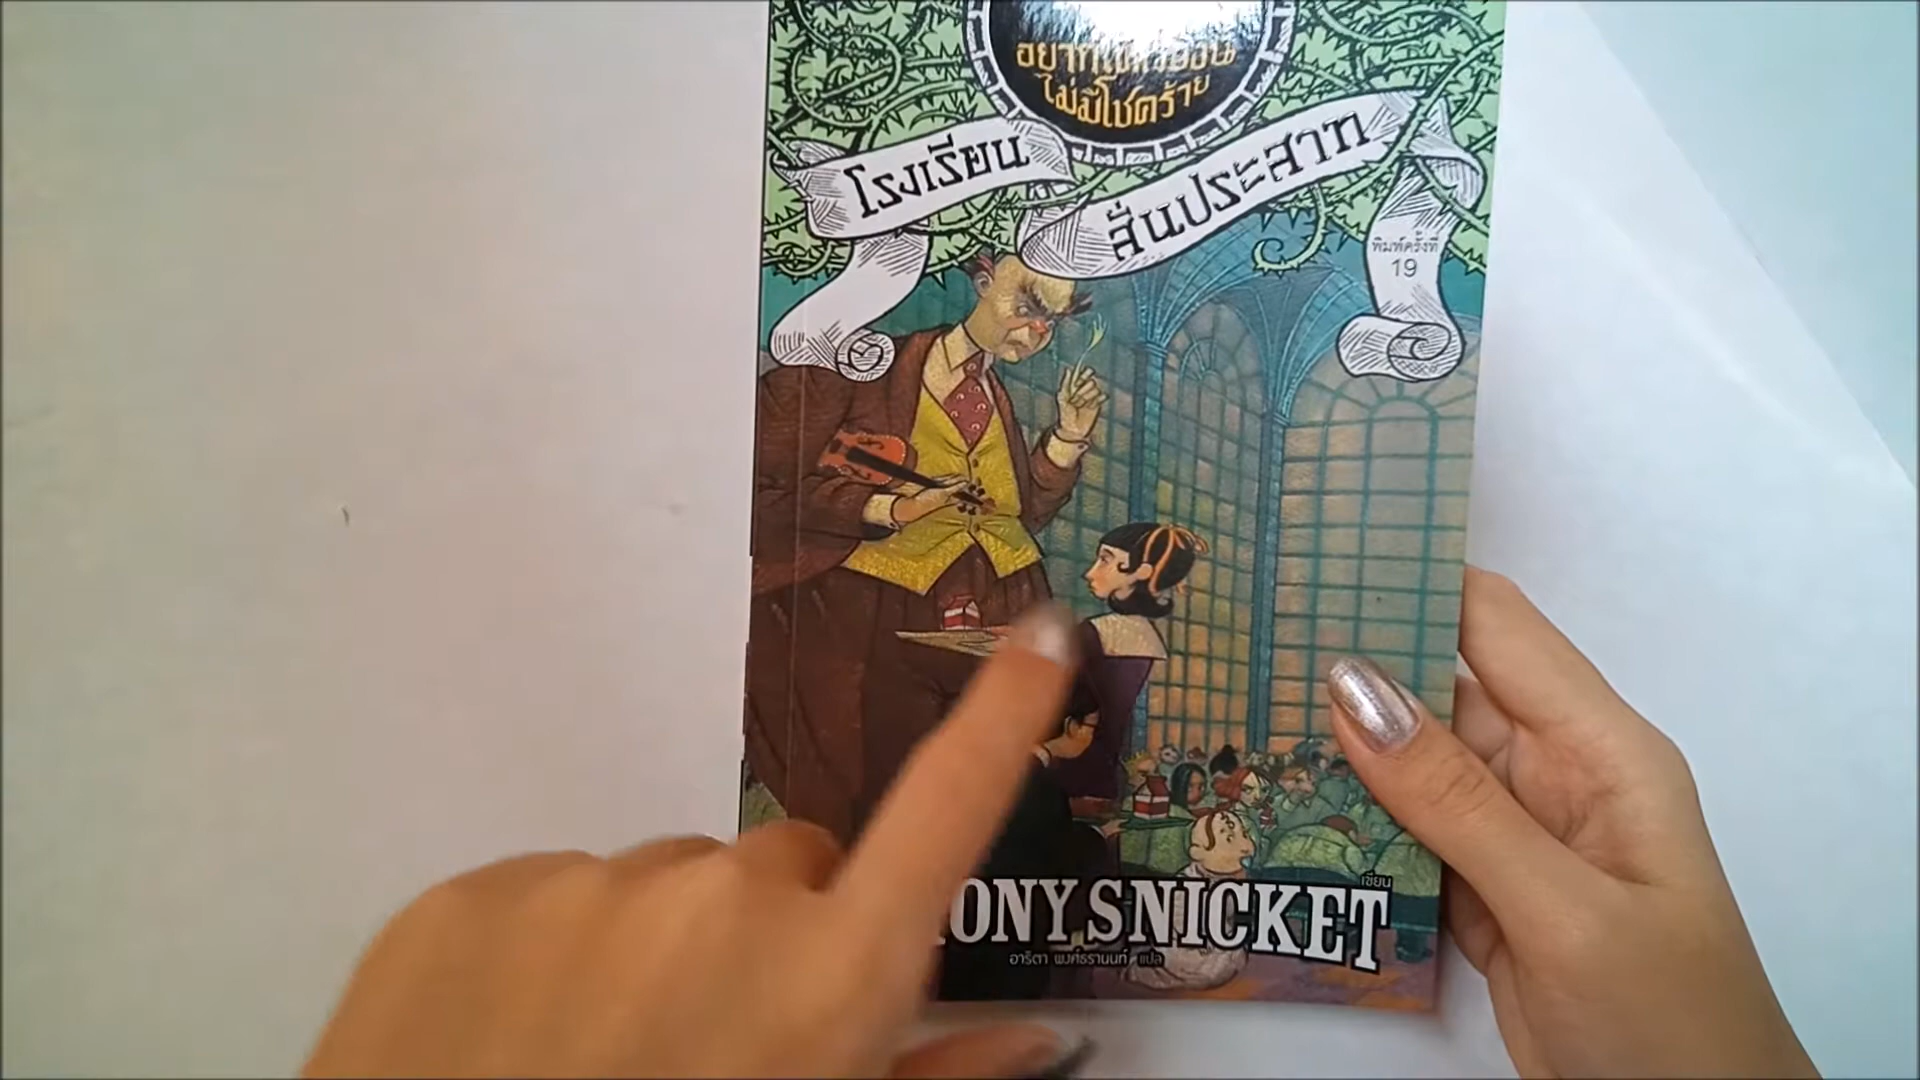 อยากให้เรื่องนี้
ไม่มีโชคร้าย
โรงเรียน
สั่นประสาท
พิมพ์ครั้งที่
19
เขียน
ONY SNICKET
อาริตา พงศ์ธรานนท์ แปล